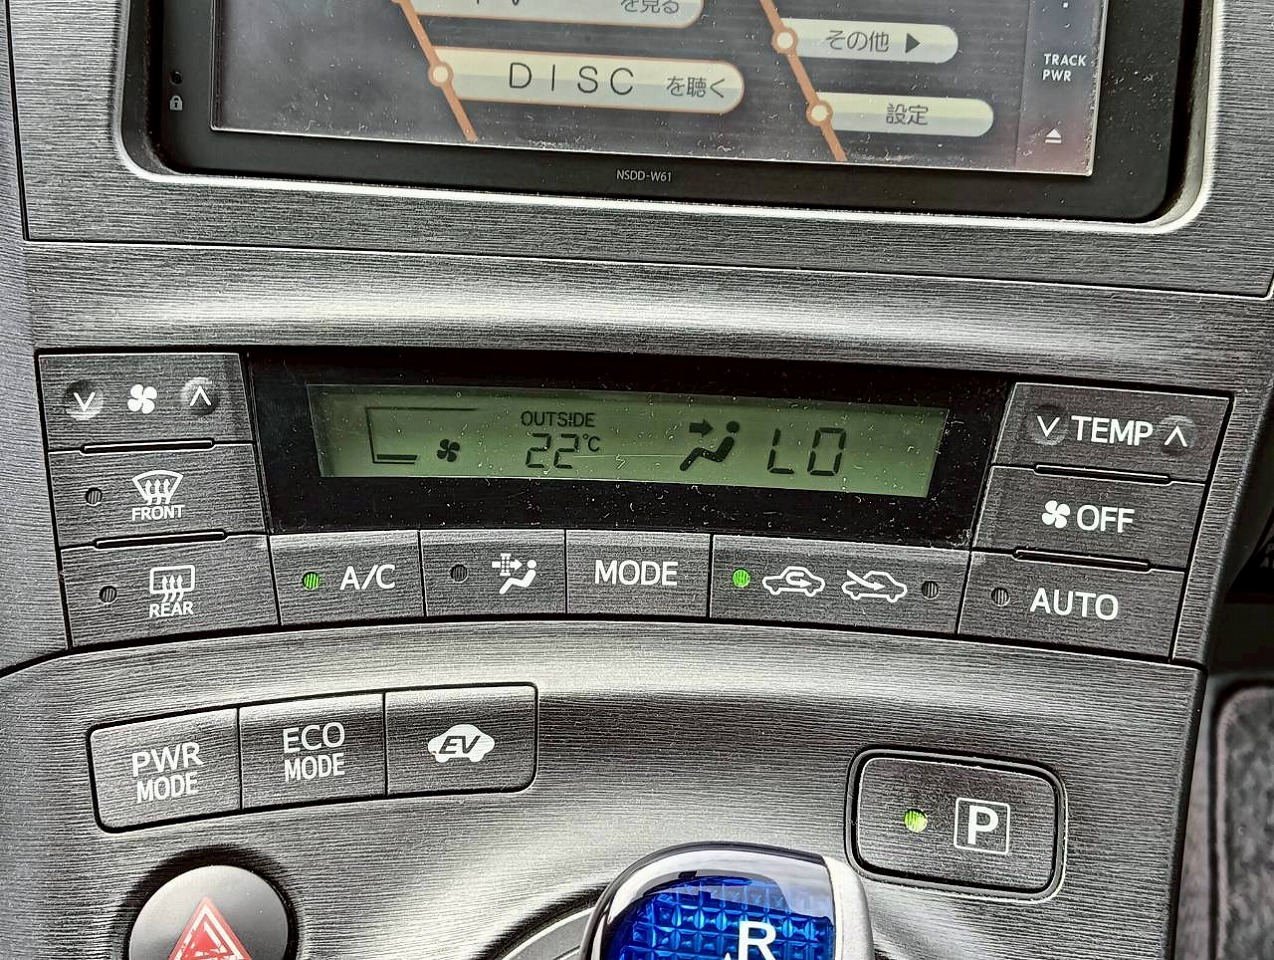 を見る
DISC を聴く
その他 ▶
設定
TRACK
PWR
NSDD-W61
OUTSIDE
22°C
LO
TEMP
FRONT
OFF
REAR
A/C
MODE
AUTO
PWR
MODE
ECO
MODE
EV
P
R